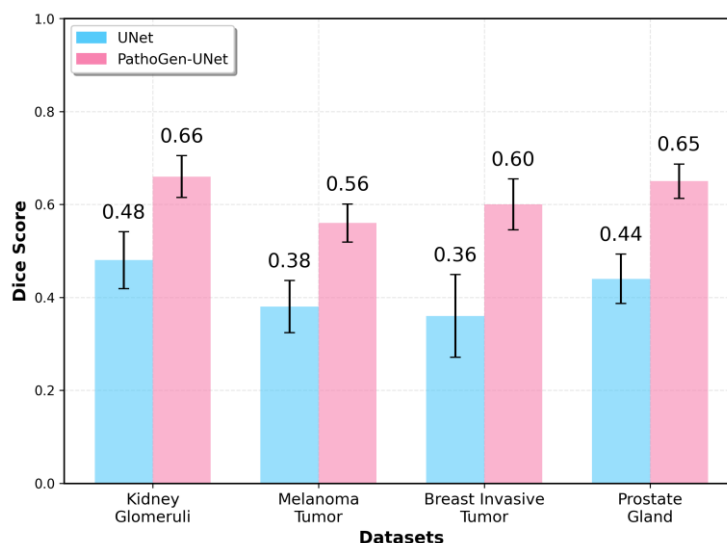 1.0
UNet
PathoGen-UNet
0.8
0.66
0.65
0.60
0.56
0.6
0.48
0.44
0.38
0.36
0.4
0.2
0.0
Dice Score
Kidney Glomeruli
Melanoma Tumor
Breast Invasive Tumor
Prostate Gland
Datasets